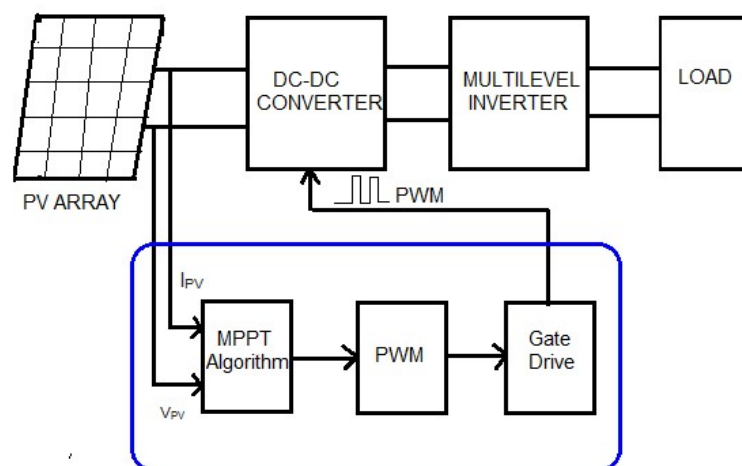 DC-DC
CONVERTER
MULTILEVEL
INVERTER
LOAD
PV ARRAY
PWM
IPV
MPPT
Algorithm
PWM
Gate
Drive
VPV